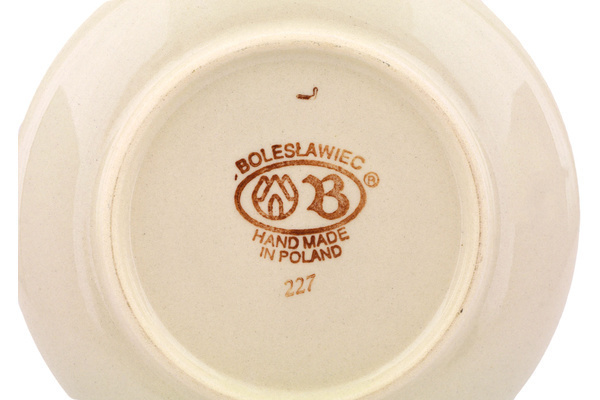 BOLESŁAWIEC
B ®
HAND MADE
IN POLAND
227